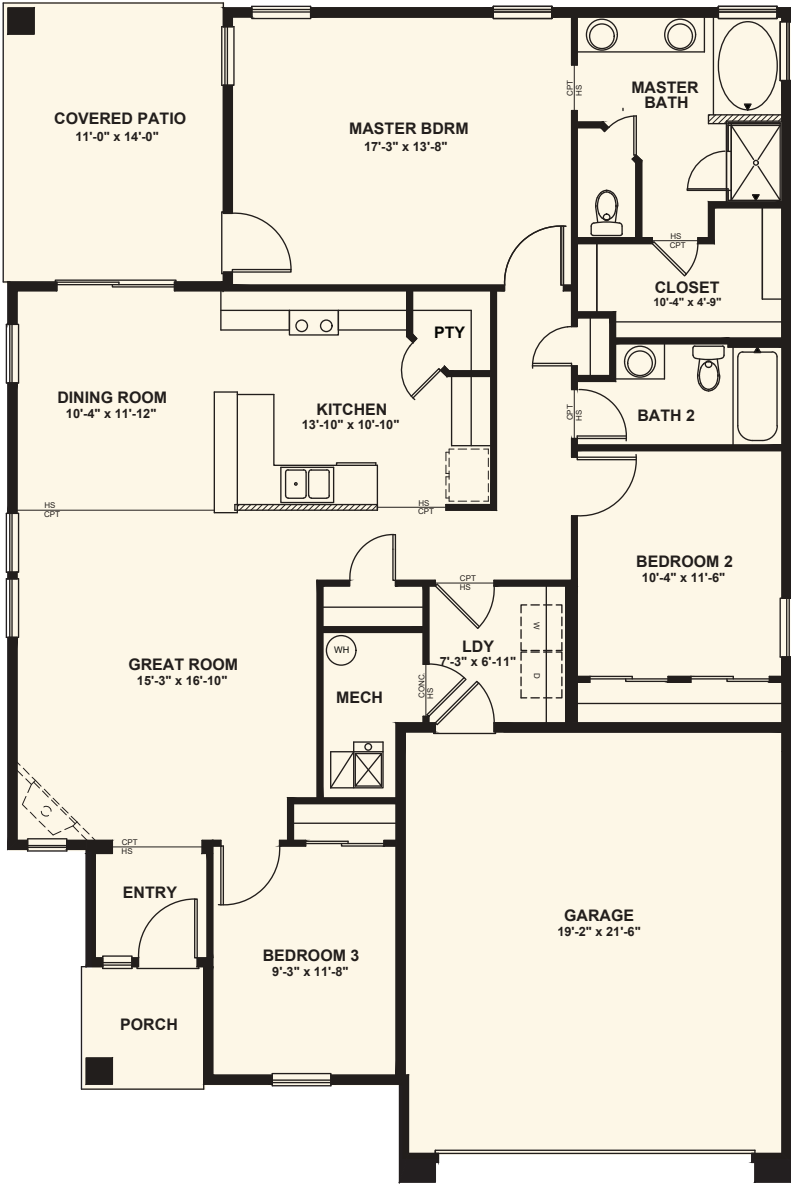 COVERED PATIO
11'-0" x 14'-0"
MASTER BDRM
17'-3" x 13'-8"
CPT
HS
MASTER
BATH
HS
CPT
CLOSET
10'-4" x 4'-9"
PTY
DINING ROOM
10'-4" x 11'-12"
KITCHEN
13'-10" x 10'-10"
CPT
HS
BATH 2
HS
CPT
HS
CPT
BEDROOM 2
10'-4" x 11'-6"
CPT
HS
W
D
LDY
7'-3" x 6'-11"
WH
GREAT ROOM
15'-3" x 16'-10"
MECH
CONC.
HS
C
CPT
HS
ENTRY
GARAGE
19'-2" x 21'-6"
BEDROOM 3
9'-3" x 11'-8"
PORCH